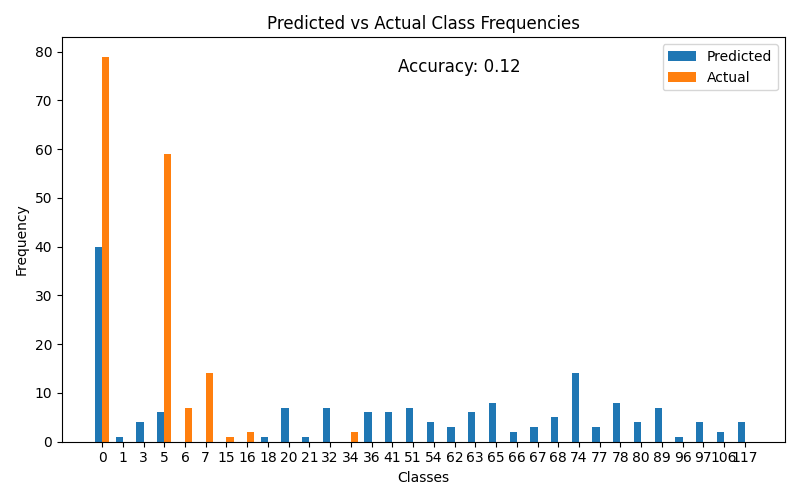 Predicted vs Actual Class Frequencies
Accuracy: 0.12
Predicted
Actual
Frequency
80
70
60
50
40
30
20
10
0
0 1 3 5 6 7 15 16 18 20 21 32 34 36 41 51 54 62 63 65 66 67 68 74 77 78 80 89 96 97 106 117
Classes